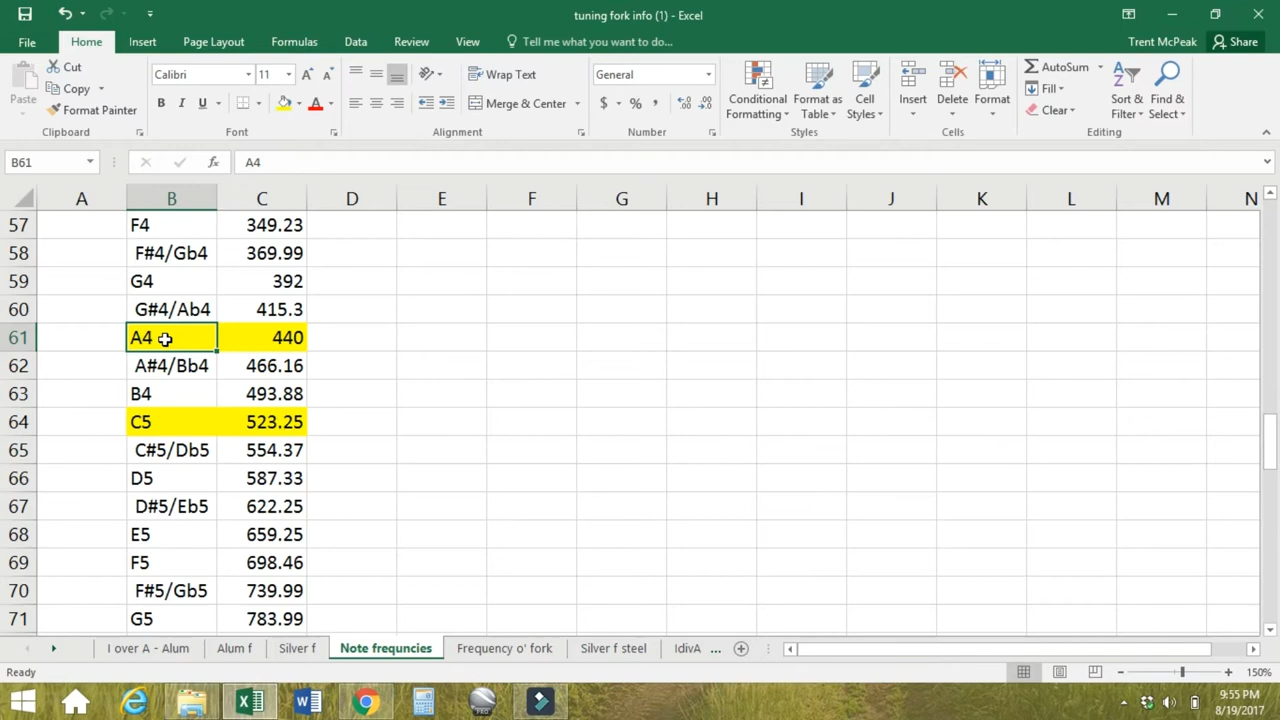 tuning fork info (1) - Excel
File Home Insert Page Layout Formulas Data Review View Tell me what you want to do... Trent McPeak Share
Paste Cut Copy Format Painter
Clipboard
Calibri 11
B I U
Font
Wrap Text
Merge & Center
Alignment
General
$ % ,
Number
Conditional Formatting Format as Table Cell Styles
Styles
Insert Delete Format
Cells
AutoSum Fill Clear
Sort & Filter Find & Select
Editing
B61 fx A4
A B C D E F G H I J K L M N
57 F4 349.23
58 F#4/Gb4 369.99
59 G4 392
60 G#4/Ab4 415.3
61 A4 440
62 A#4/Bb4 466.16
63 B4 493.88
64 C5 523.25
65 C#5/Db5 554.37
66 D5 587.33
67 D#5/Eb5 622.25
68 E5 659.25
69 F5 698.46
70 F#5/Gb5 739.99
71 G5 783.99
I over A - Alum Alum f Silver f Note frequncies Frequency o' fork Silver f steel IdivA ...
Ready 150%
9:55 PM
8/19/2017